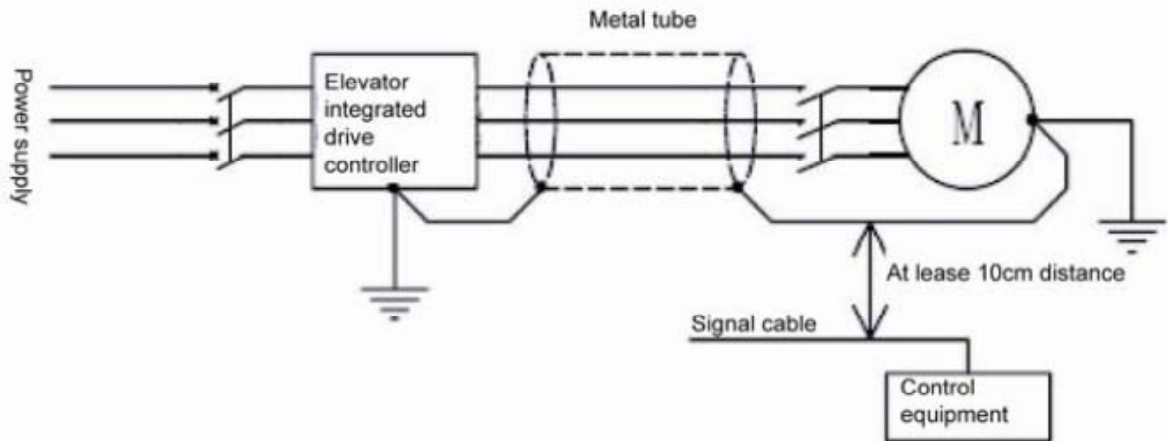 Metal tube
Power supply
Elevator
integrated
drive
controller
M
At lease 10cm distance
Signal cable
Control
equipment